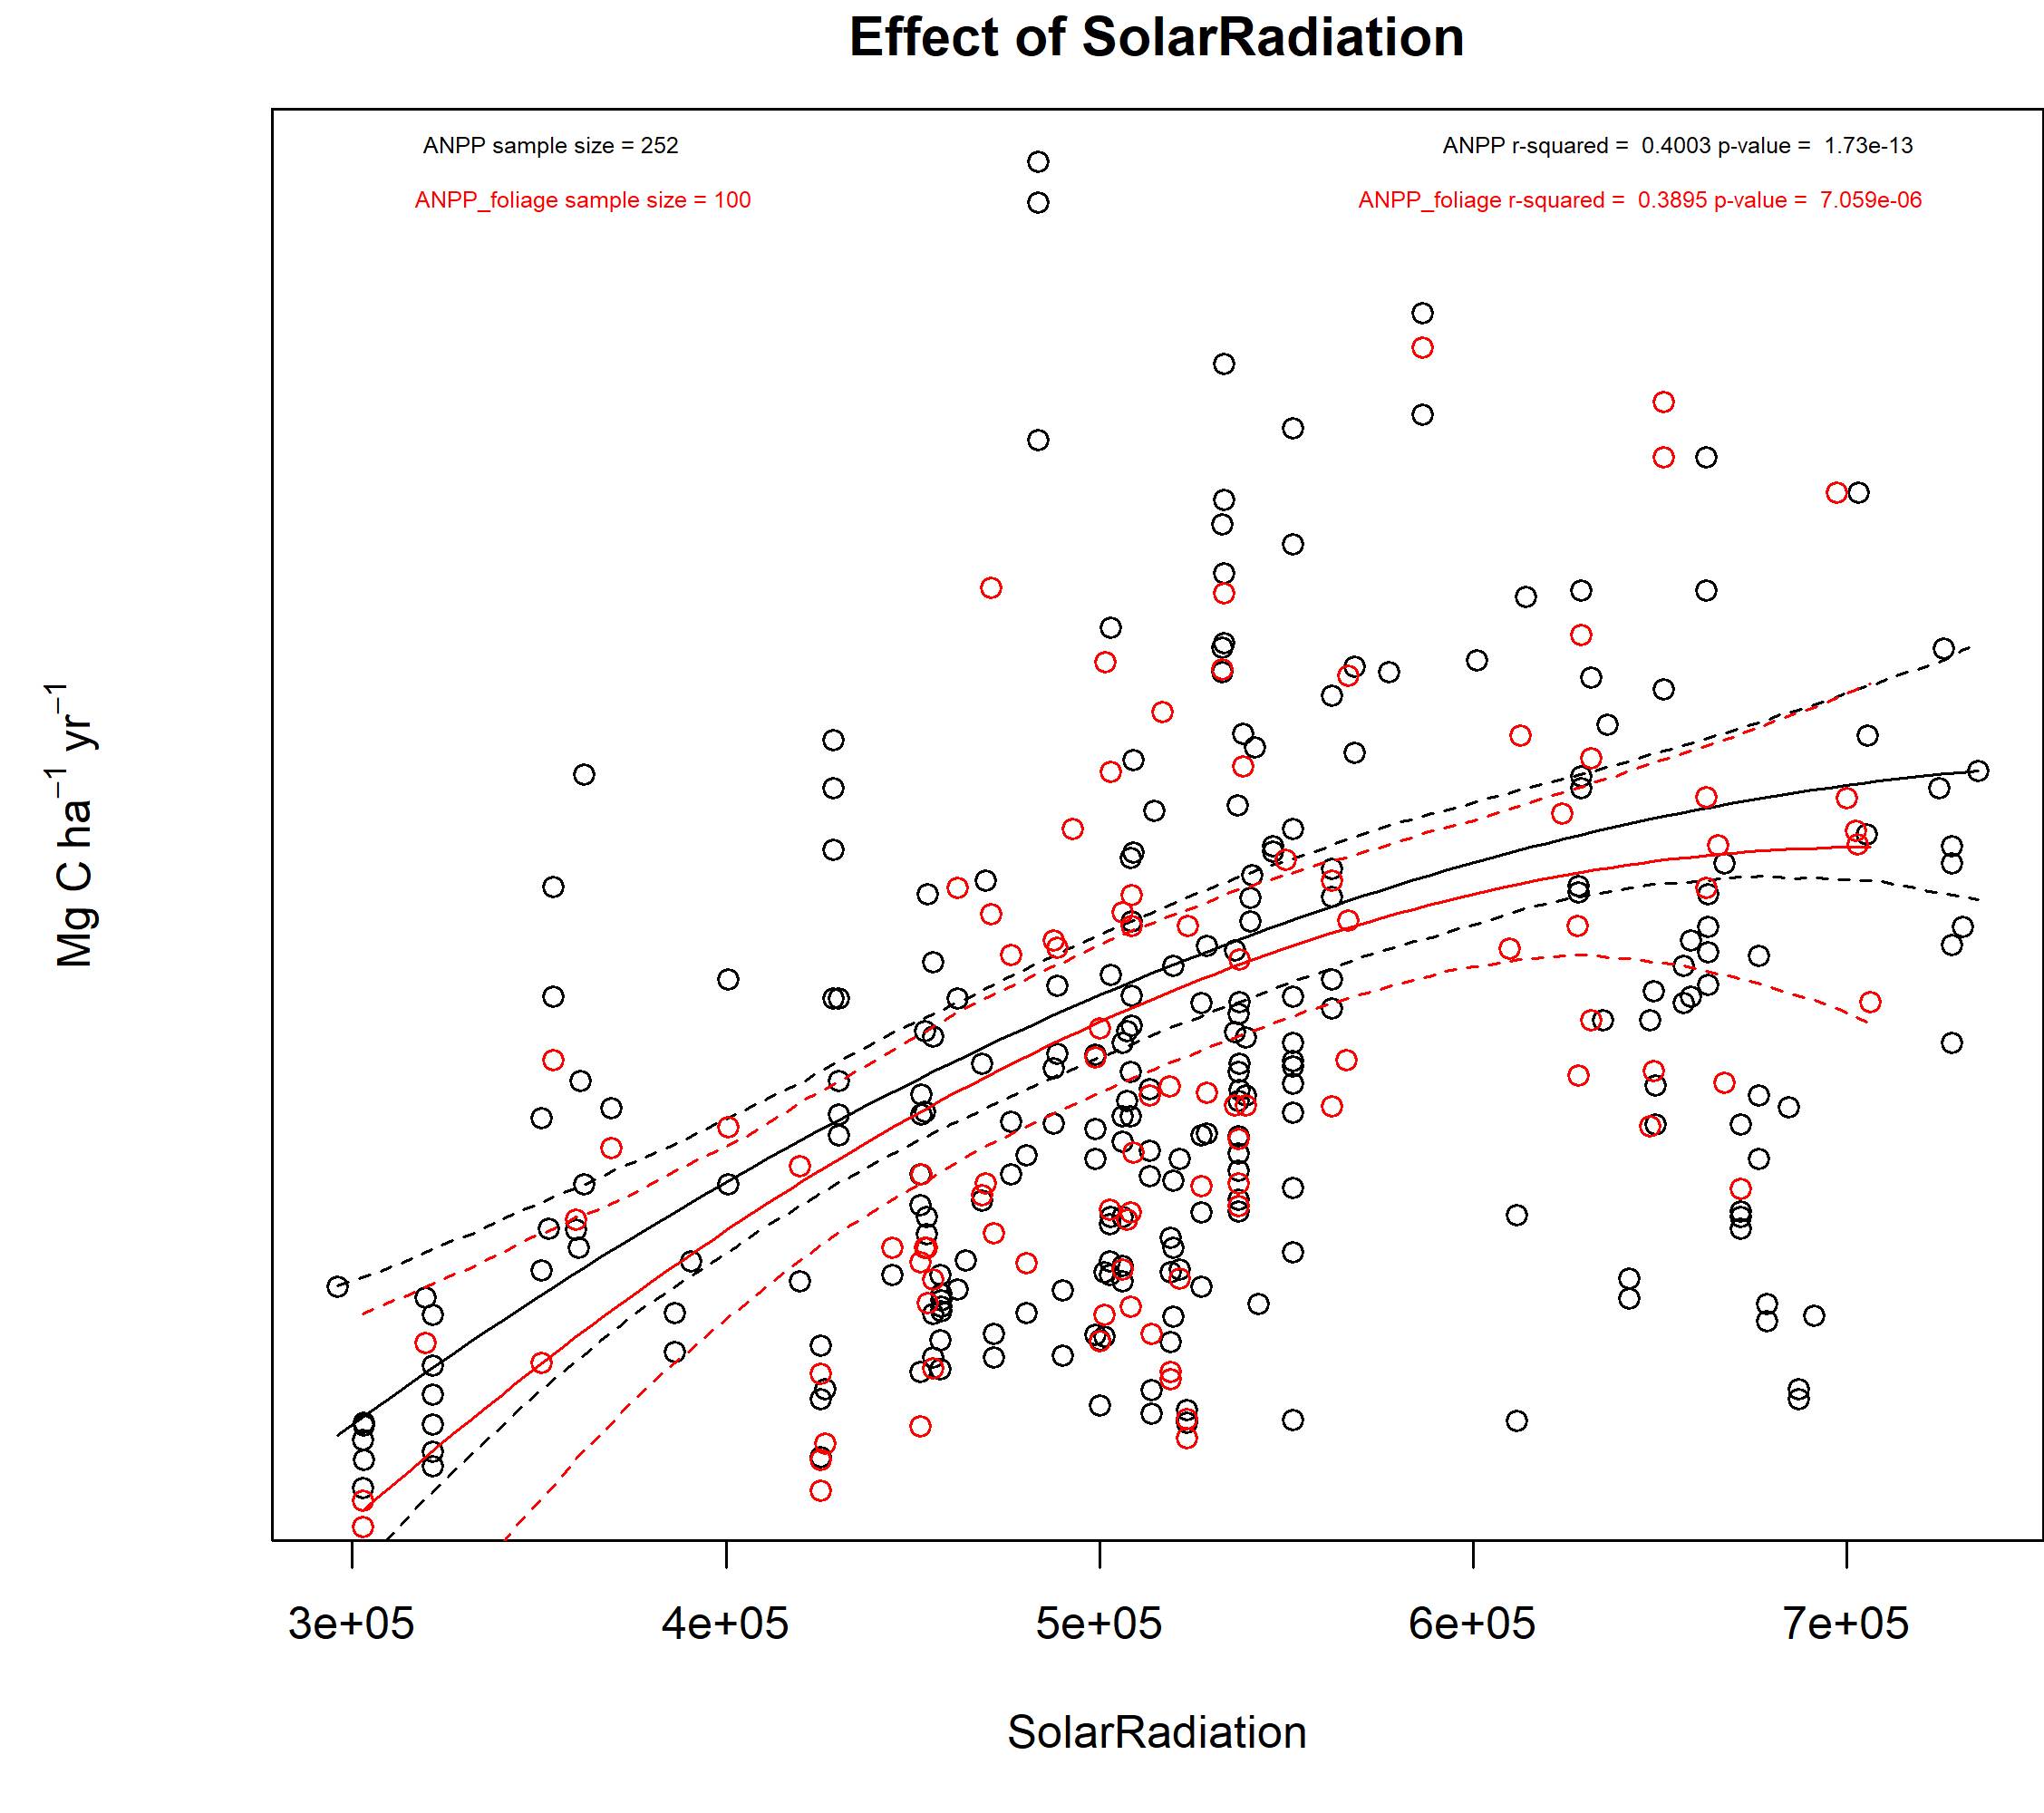 Effect of SolarRadiation
ANPP sample size = 252
ANPP r-squared =  0.4003 p-value =  1.73e-13
ANPP_foliage sample size = 100
ANPP_foliage r-squared =  0.3895 p-value =  7.059e-06
Mg C ha⁻¹ yr⁻¹
3e+05 4e+05 5e+05 6e+05 7e+05
SolarRadiation